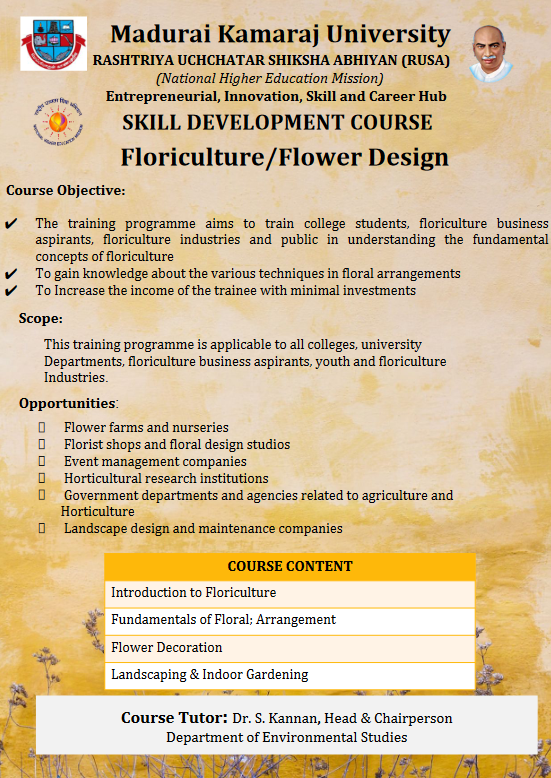 Madurai Kamaraj University
RASHTRIYA UCHCHATAR SHIKSHA ABHIYAN (RUSA)
(National Higher Education Mission)
Entrepreneurial, Innovation, Skill and Career Hub
SKILL DEVELOPMENT COURSE
Floriculture/Flower Design
Course Objective:
✔ The training programme aims to train college students, floriculture business
aspirants, floriculture industries and public in understanding the fundamental
concepts of floriculture
✔ To gain knowledge about the various techniques in floral arrangements
✔ To Increase the income of the trainee with minimal investments
Scope:
This training programme is applicable to all colleges, university
Departments, floriculture business aspirants, youth and floriculture
Industries.
Opportunities:
Flower farms and nurseries
Florist shops and floral design studios
Event management companies
Horticultural research institutions
Government departments and agencies related to agriculture and
Horticulture
Landscape design and maintenance companies
COURSE CONTENT
Introduction to Floriculture
Fundamentals of Floral; Arrangement
Flower Decoration
Landscaping & Indoor Gardening
Course Tutor: Dr. S. Kannan, Head & Chairperson
Department of Environmental Studies